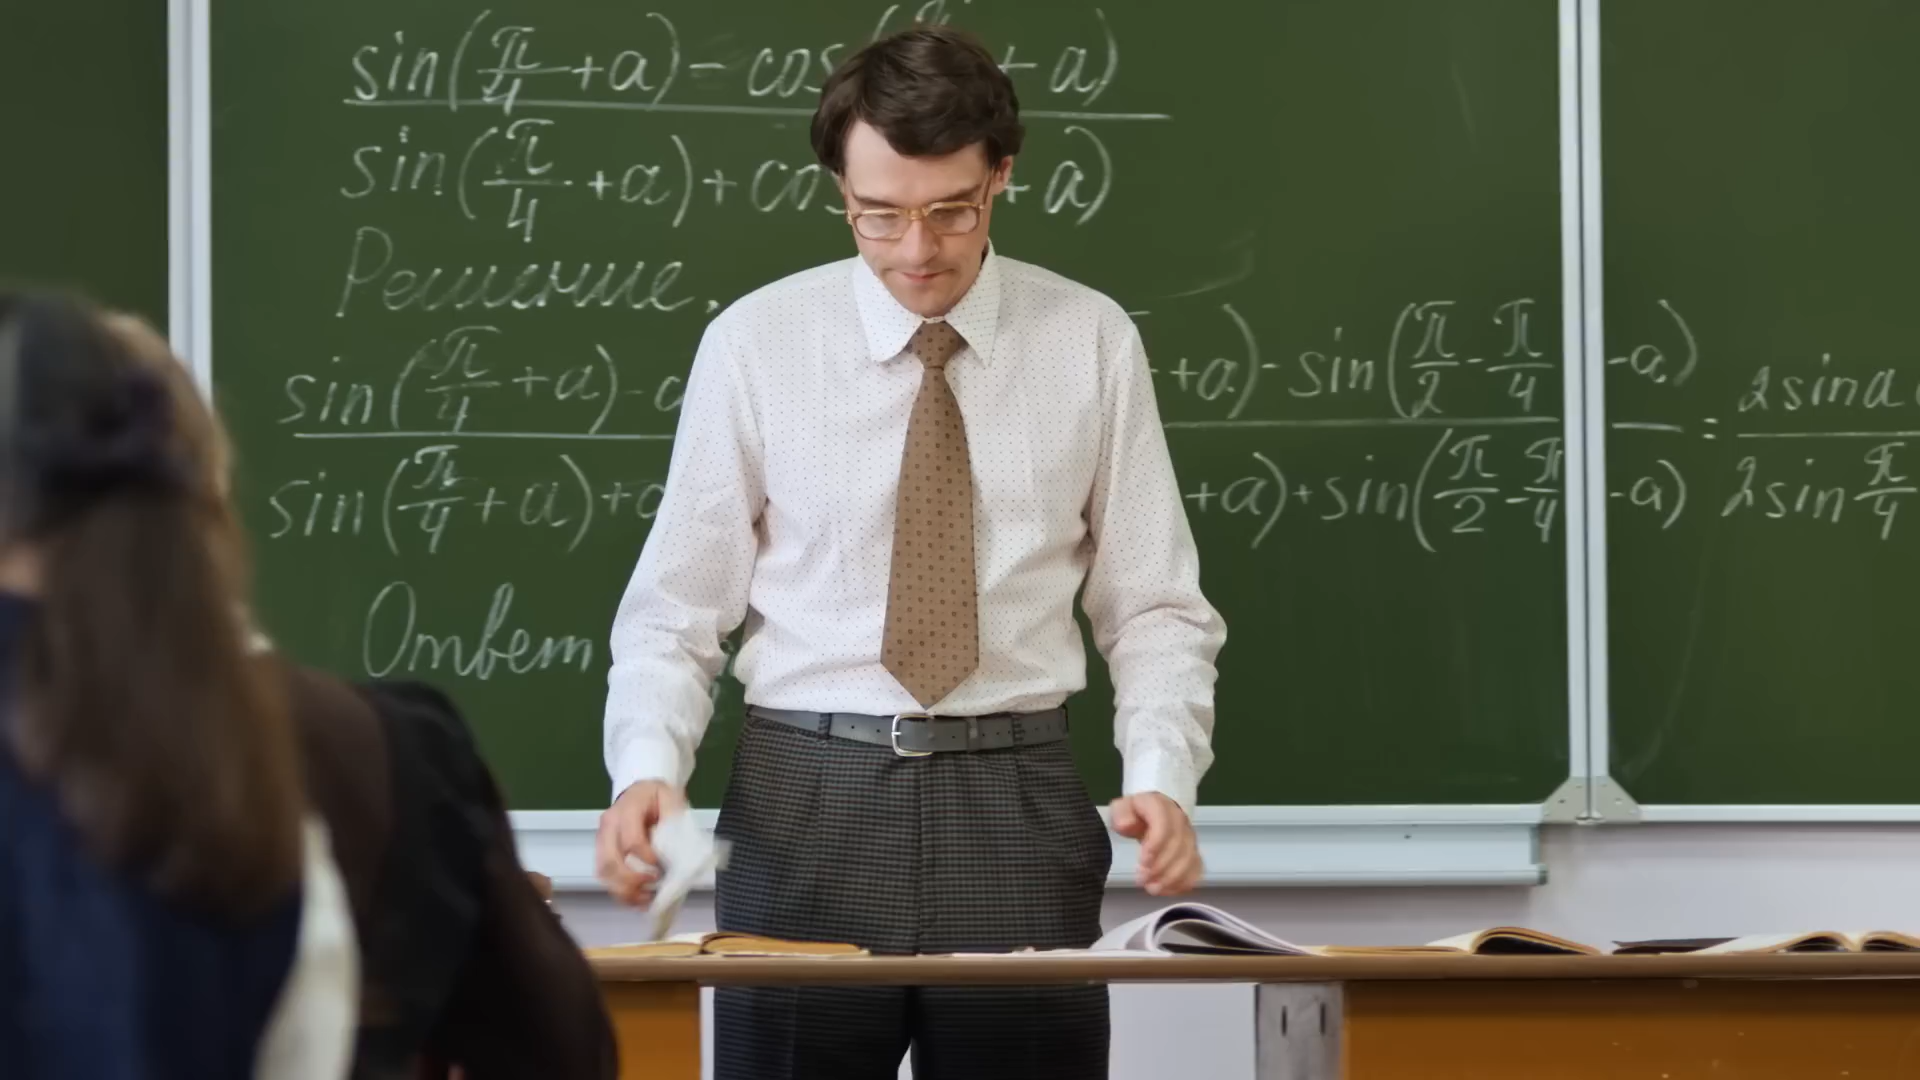 sin(π/4 + a) - cos( + a)
sin(π/4 + a) + co + a)
Решение.
sin(π/4 + a) - +a) - sin(π/2 - π/4 - a) 2sina
sin(π/4 + a) + +a) + sin(π/2 - π/4 - a) = 2sin π/4
Ответ